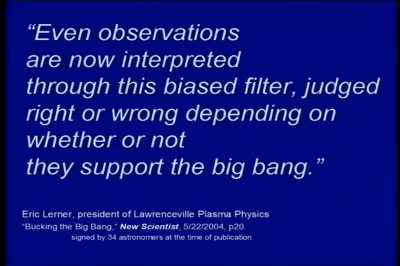 “Even observations
are now interpreted
through this biased filter, judged
right or wrong depending on
whether or not
they support the big bang.”
Eric Lerner, president of Lawrenceville Plasma Physics
“Bucking the Big Bang,” New Scientist, 5/22/2004, p20.
signed by 34 astronomers at the time of publication